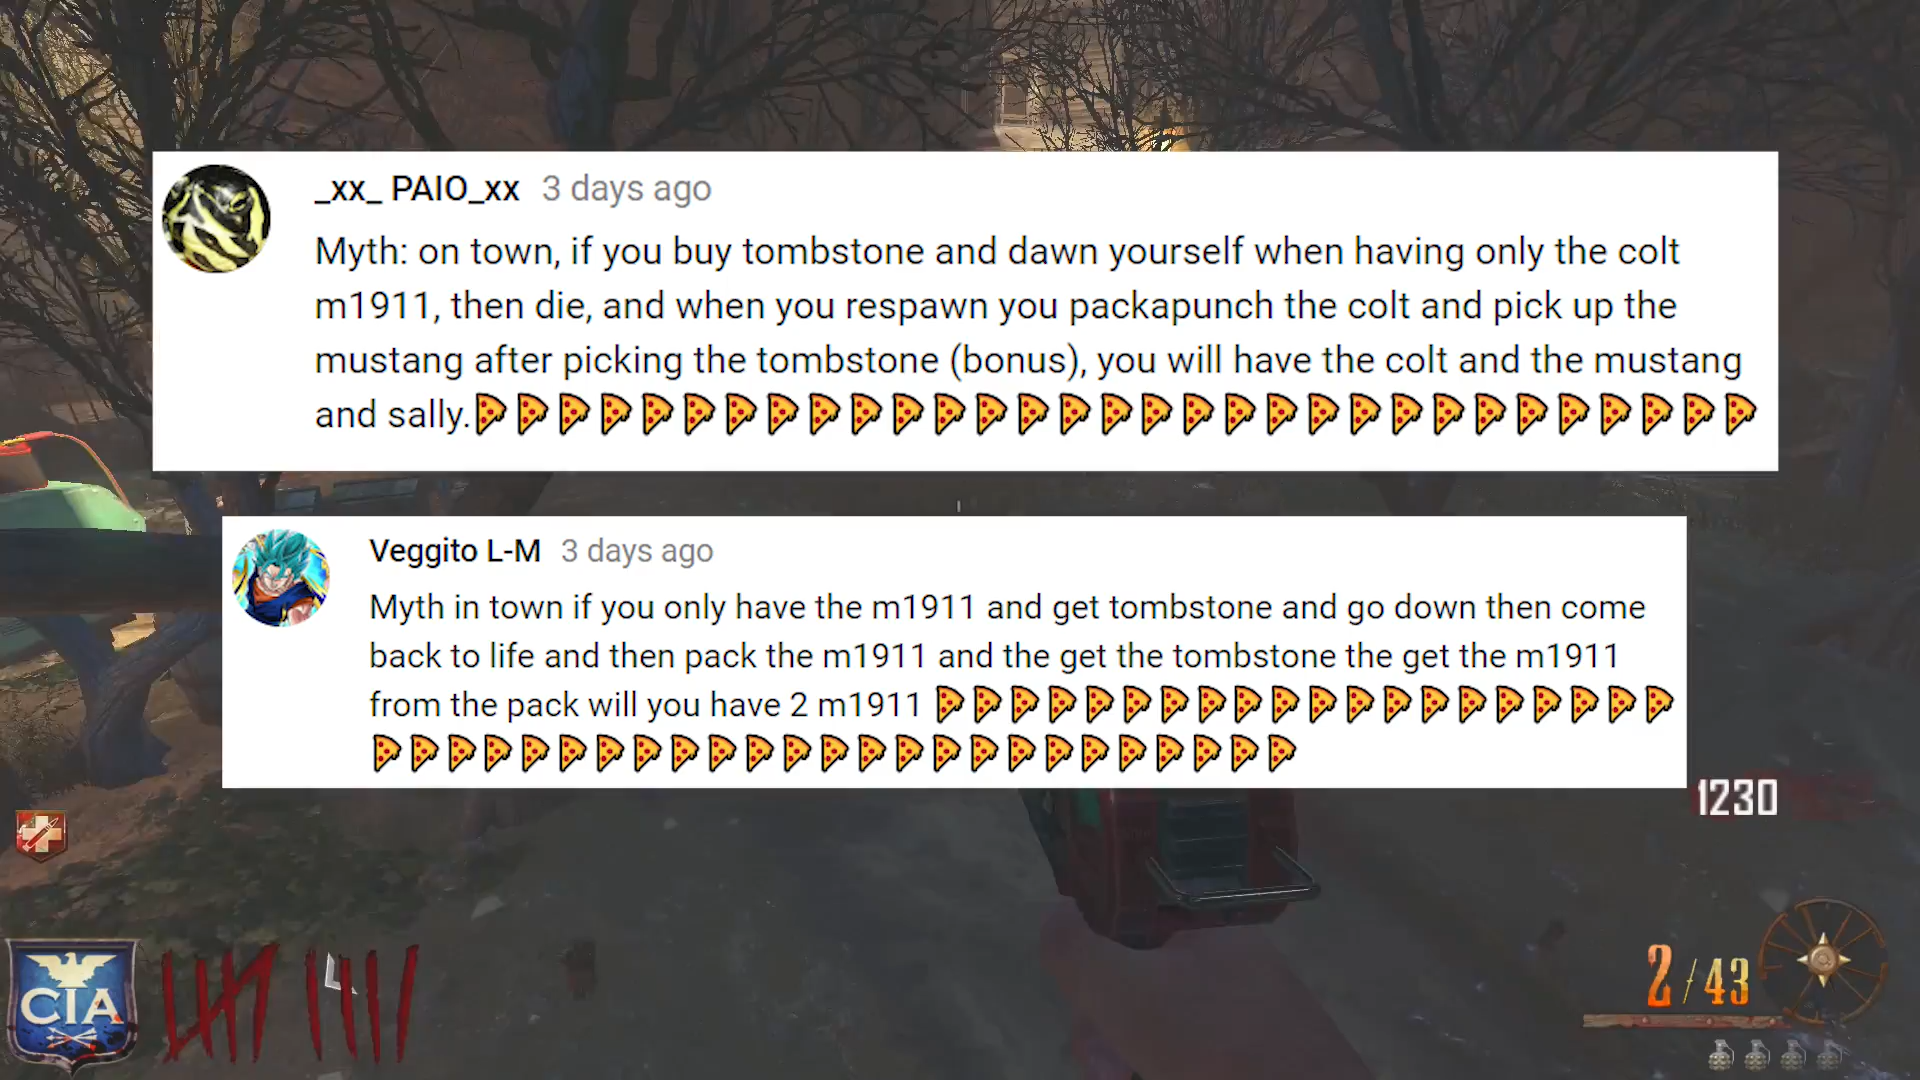 _xx_ PAIO_xx 3 days ago
Myth: on town, if you buy tombstone and dawn yourself when having only the colt
m1911, then die, and when you respawn you packapunch the colt and pick up the
mustang after picking the tombstone (bonus), you will have the colt and the mustang
and sally.🍕🍕🍕🍕🍕🍕🍕🍕🍕🍕🍕🍕🍕🍕🍕🍕🍕🍕🍕🍕🍕🍕🍕🍕🍕🍕🍕🍕🍕🍕🍕
Veggito L-M 3 days ago
Myth in town if you only have the m1911 and get tombstone and go down then come
back to life and then pack the m1911 and the get the tombstone the get the m1911
from the pack will you have 2 m1911 🍕🍕🍕🍕🍕🍕🍕🍕🍕🍕🍕🍕🍕🍕🍕🍕🍕🍕🍕🍕
🍕🍕🍕🍕🍕🍕🍕🍕🍕🍕🍕🍕🍕🍕🍕🍕🍕🍕🍕🍕🍕🍕🍕🍕🍕
1230
CIA
2/43